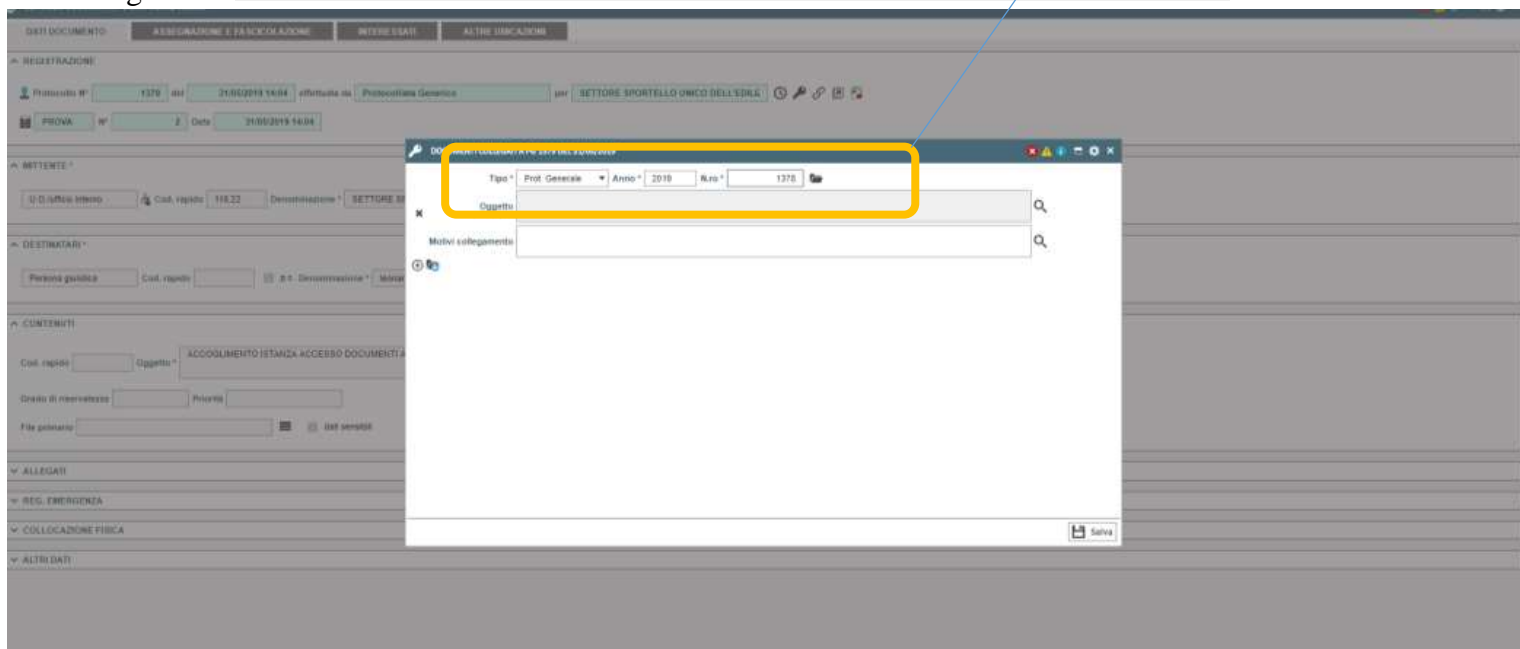 DATI DOCUMENTO ASSEGNAZIONE E FASCICOLAZIONE INTERESSATI ALTRE UBICAZIONI
REGISTRAZIONE
Protocollo N° 1379 del 31/05/2019 14:04 effettuata da Protocollista Generico per SETTORE SPORTELLO UNICO DELL'EDILE
PROVA N° 2 Data 31/05/2019 14:04
MITTENTE *
U.O./ufficio interno Cod. rapido 118.22 Denominazione * SETTORE
DESTINATARI *
Persona giuridica Cod. rapido Denominazione *
CONTENUTI
Cod. rapido Oggetto * ACCOGLIMENTO ISTANZA ACCESSO DOCUMENTI A
Grado di riservatezza Priorità
File primario dati sensibili
ALLEGATI
REG. EMERGENZA
COLLOCAZIONE FISICA
ALTRI DATI
Tipo * Prot. Generale Anno * 2019 N.ro * 1378
Oggetto
Motivi collegamento
Salva